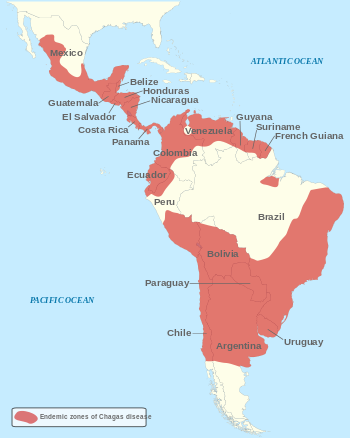 Mexico
ATLANTIC OCEAN
Belize
Honduras
Guatemala
Nicaragua
El Salvador
Guyana
Suriname
Costa Rica
Venezuela
French Guiana
Panama
Colombia
Ecuador
Peru
Brazil
Bolivia
Paraguay
PACIFIC OCEAN
Chile
Uruguay
Argentina
Endemic zones of Chagas disease